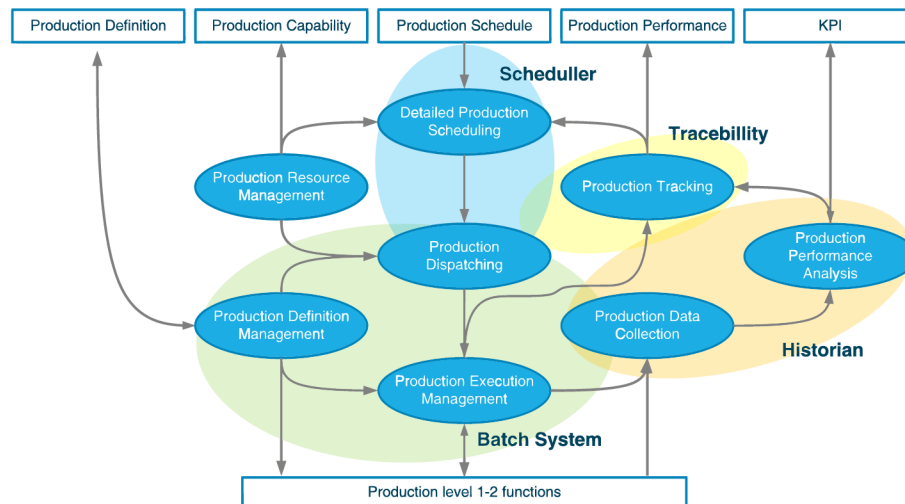 Production Definition
Production Capability
Production Schedule
Production Performance
KPI
Scheduller
Detailed Production
Scheduling
Tracebillity
Production Resource
Management
Production Tracking
Production
Dispatching
Production
Performance
Analysis
Production Definition
Management
Production Data
Collection
Historian
Production Execution
Management
Batch System
Production level 1-2 functions